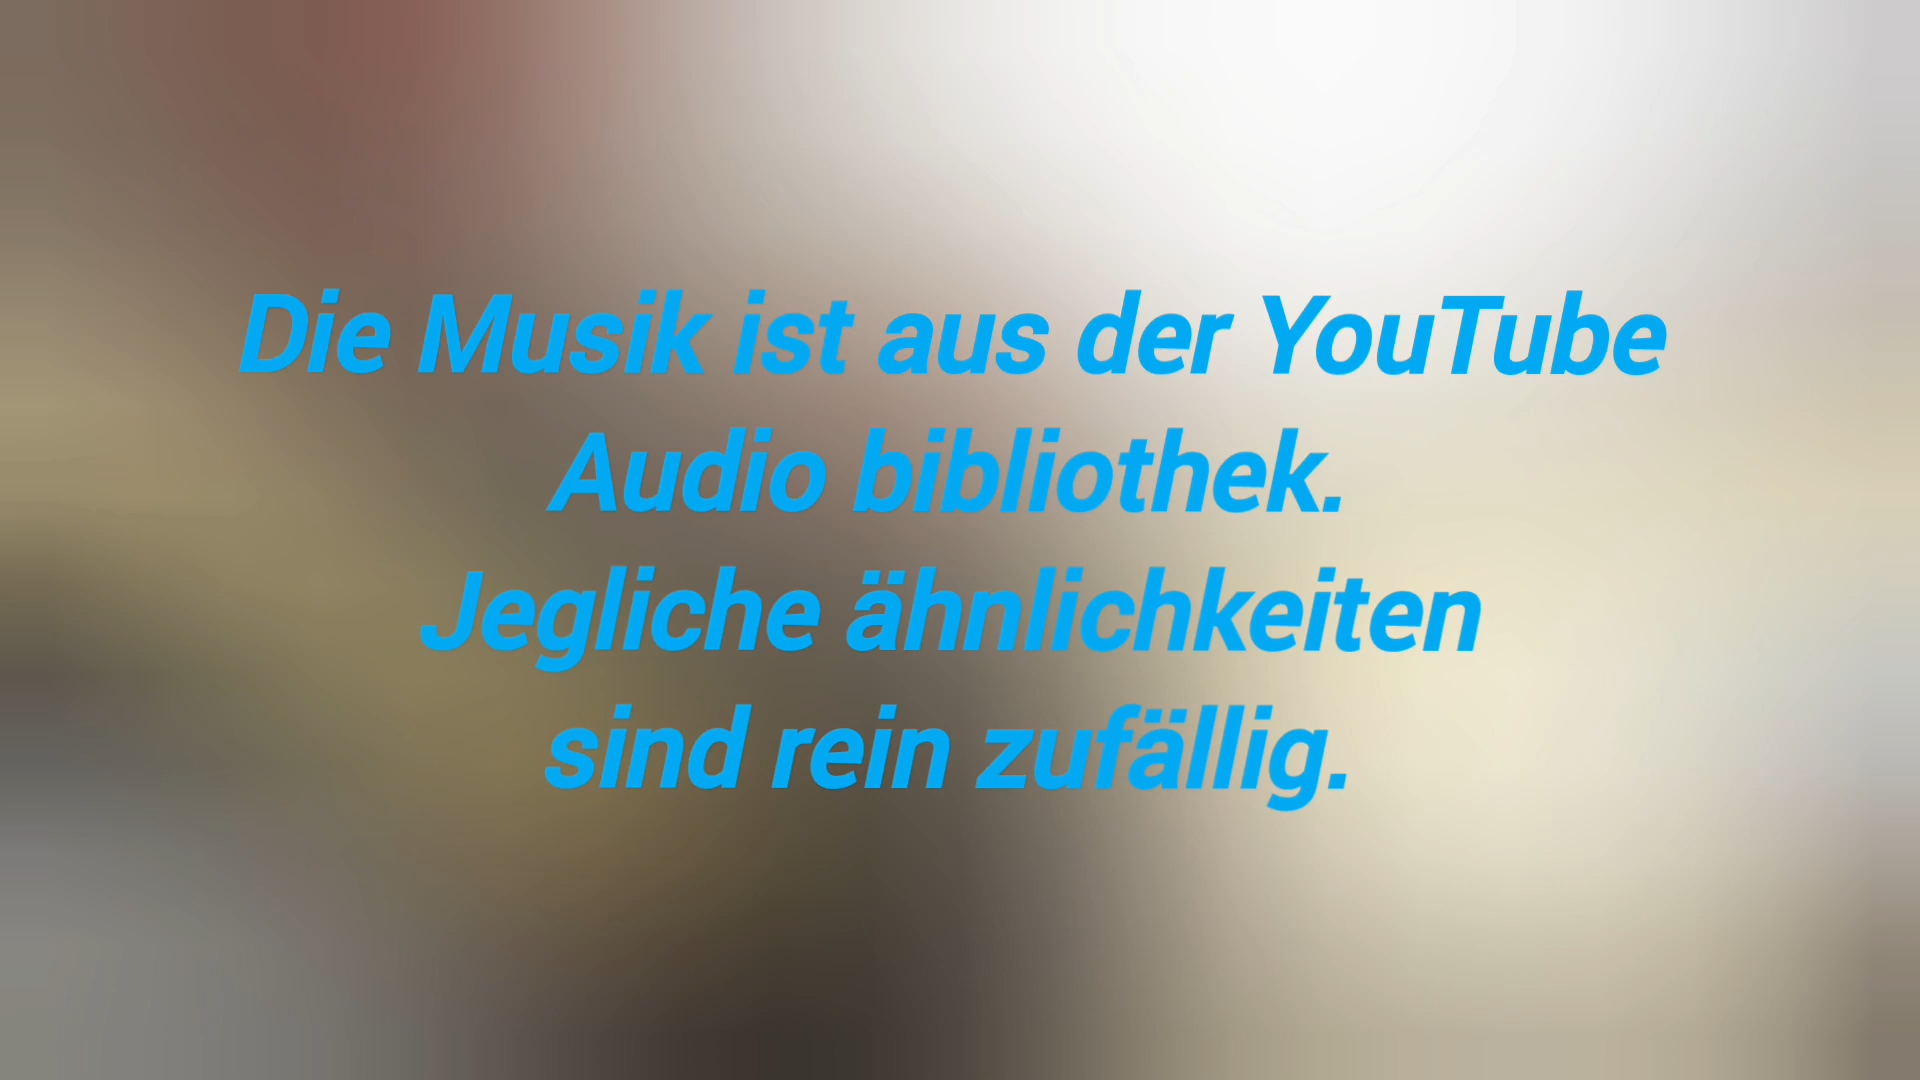 Die Musik ist aus der YouTube
Audio bibliothek.
Jegliche ähnlichkeiten
sind rein zufällig.